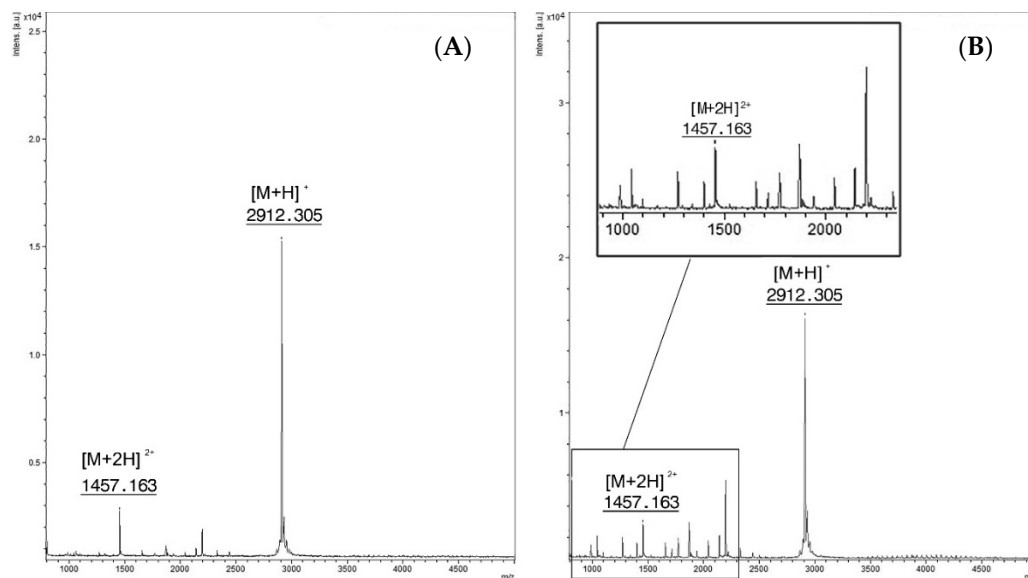 Intens. [a.u.]
x10⁴
(A)
2.5
2.0
1.5
1.0
0.5
[M+H]⁺
2912.305
[M+2H]²⁺
1457.163
1000 1500 2000 2500 3000 3500 4000 4500
m/z
Intens. [a.u.]
x10⁴
(B)
3
2
1
[M+2H]²⁺
1457.163
1000 1500 2000
[M+H]⁺
2912.305
[M+2H]²⁺
1457.163
1000 1500 2000 2500 3000 3500 4000 4500